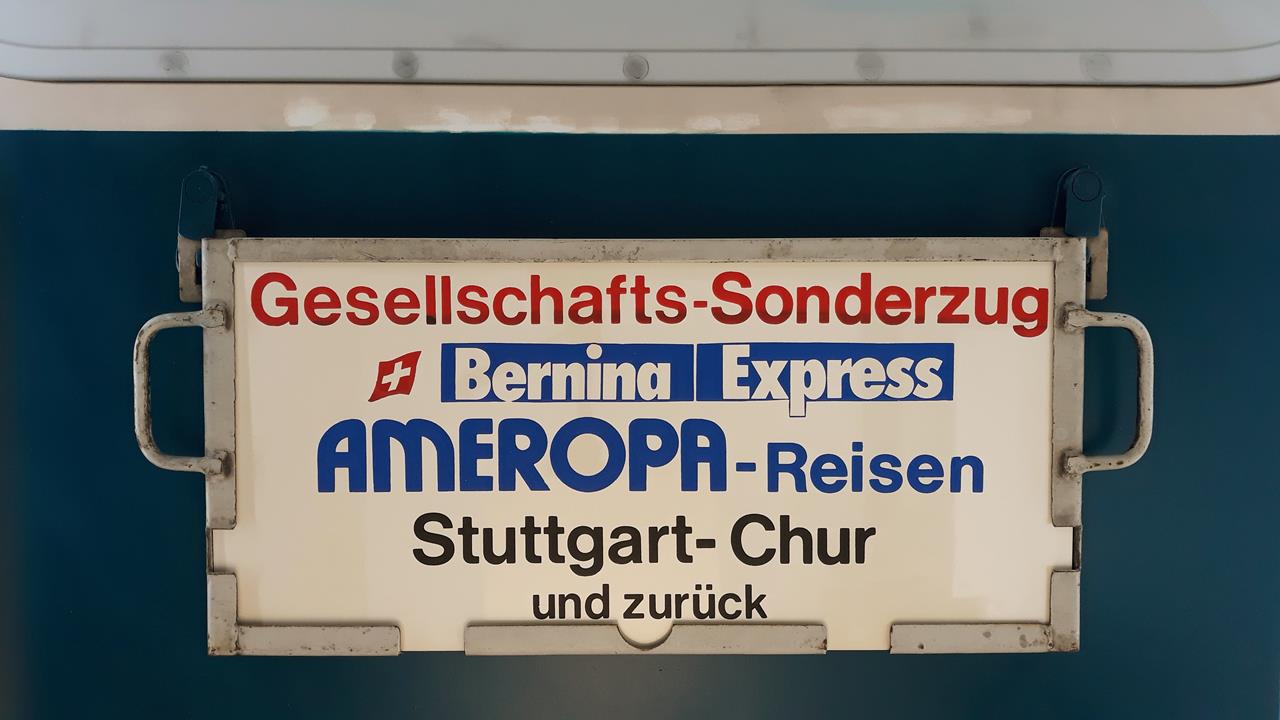 Gesellschafts-Sonderzug
Bernina Express
AMEROPA-Reisen
Stuttgart-Chur
und zurück